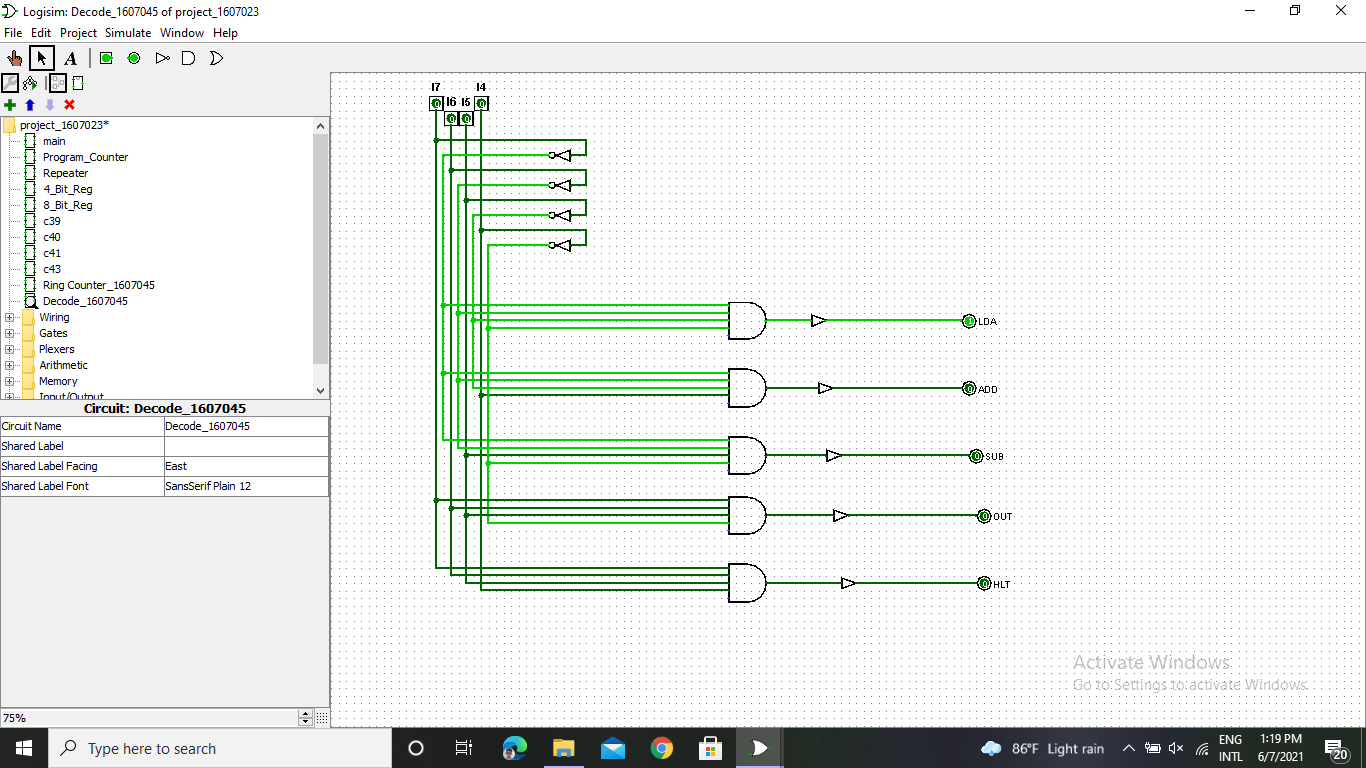 Logisim: Decode_1607045 of project_1607023
File Edit Project Simulate Window Help
A
project_1607023*
main
Program_Counter
Repeater
4_Bit_Reg
8_Bit_Reg
c39
c40
c41
c43
Ring Counter_1607045
Decode_1607045
Wiring
Gates
Plexers
Arithmetic
Memory
Input/Output
Circuit: Decode_1607045
Circuit Name Decode_1607045
Shared Label
Shared Label Facing East
Shared Label Font SansSerif Plain 12
75%
I7 I4
0 I6 I5 0
0 0
1 LDA
0 ADD
0 SUB
0 OUT
0 HLT
Activate Windows
Go to Settings to activate Windows.
Type here to search
86°F Light rain
ENG
INTL
1:19 PM
6/7/2021
20